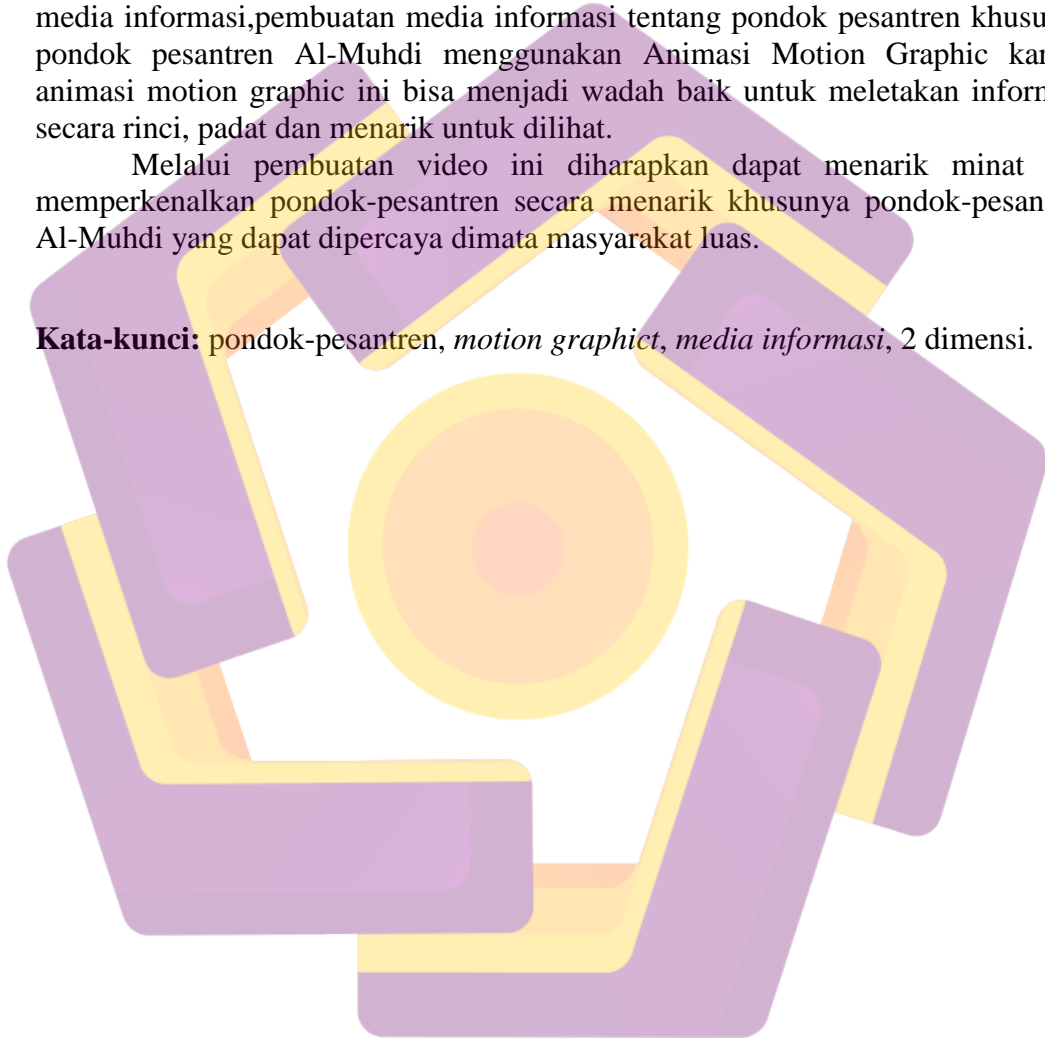 media informasi,pembuatan media informasi tentang pondok pesantren khusu
pondok pesantren Al-Muhdi menggunakan Animasi Motion Graphic kar
animasi motion graphic ini bisa menjadi wadah baik untuk meletakan inform
secara rinci, padat dan menarik untuk dilihat.
Melalui pembuatan video ini diharapkan dapat menarik minat
memperkenalkan pondok-pesantren secara menarik khusunya pondok-pesan
Al-Muhdi yang dapat dipercaya dimata masyarakat luas.
Kata-kunci: pondok-pesantren, motion graphict, media informasi, 2 dimensi.